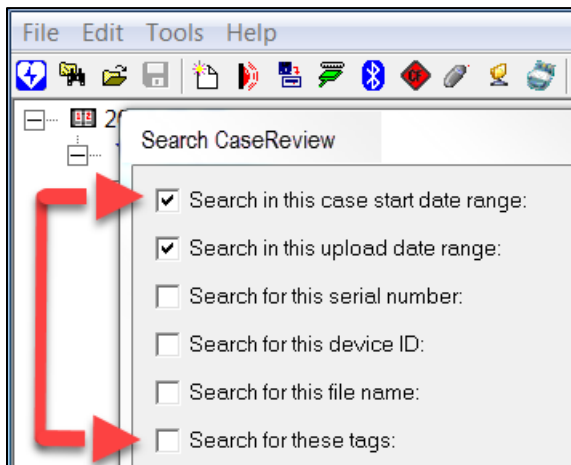 File Edit Tools Help
CF
Search CaseReview
Search in this case start date range:
Search in this upload date range:
Search for this serial number:
Search for this device ID:
Search for this file name:
Search for these tags: